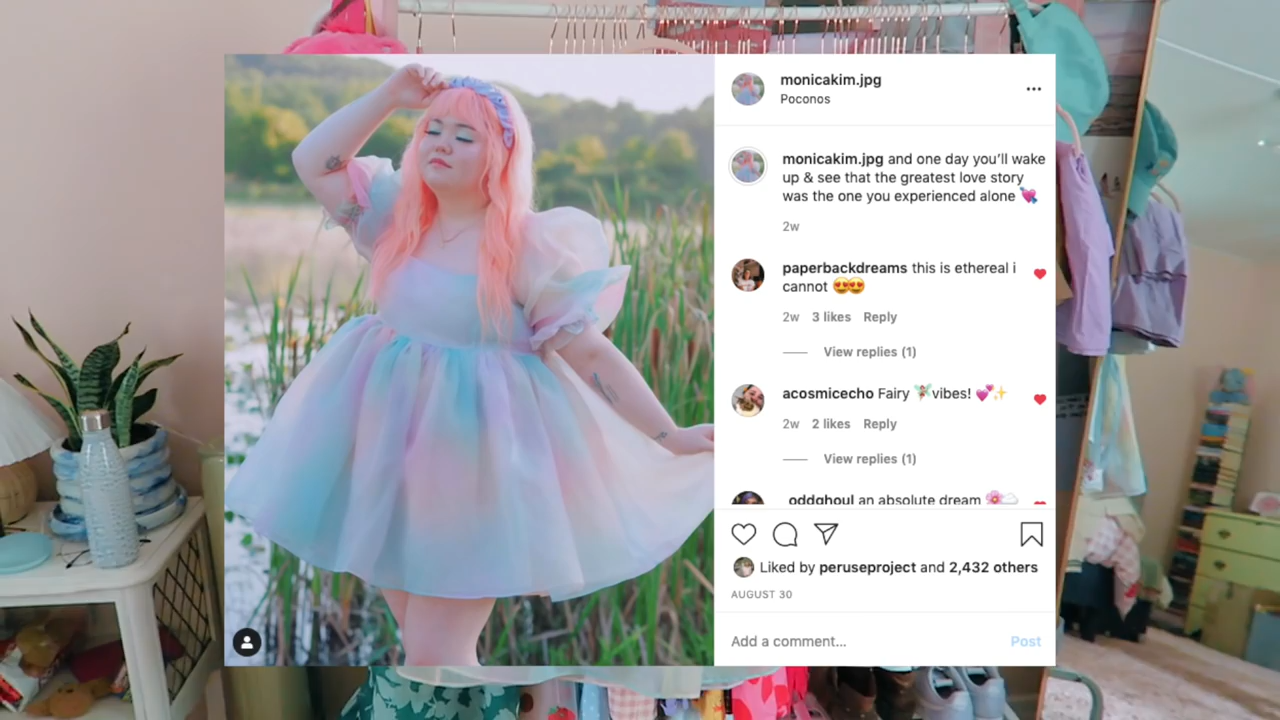 monicakim.jpg
Poconos
monicakim.jpg and one day you’ll wake
up & see that the greatest love story
was the one you experienced alone 💘
2w
paperbackdreams this is ethereal i
cannot 😍😍
2w 3 likes Reply
View replies (1)
acosmicecho Fairy 🧚🏻vibes! 💕✨
2w 2 likes Reply
View replies (1)
_oddghoul an absolute dream 🌸☁️
Liked by peruseproject and 2,432 others
AUGUST 30
Add a comment... Post